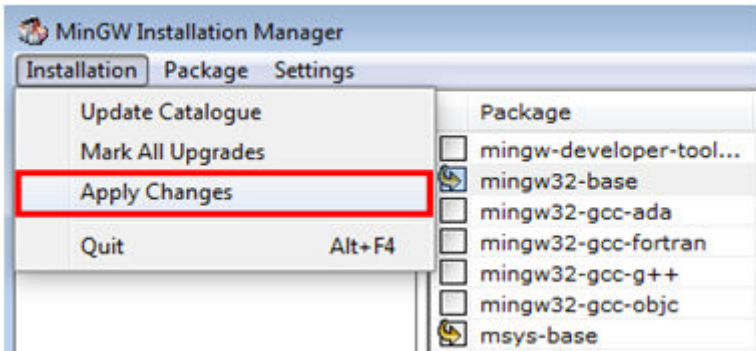 MinGW Installation Manager
Installation Package Settings
Update Catalogue
Mark All Upgrades
Apply Changes
Quit Alt+F4
Package
mingw-developer-tool...
mingw32-base
mingw32-gcc-ada
mingw32-gcc-fortran
mingw32-gcc-g++
mingw32-gcc-objc
msys-base